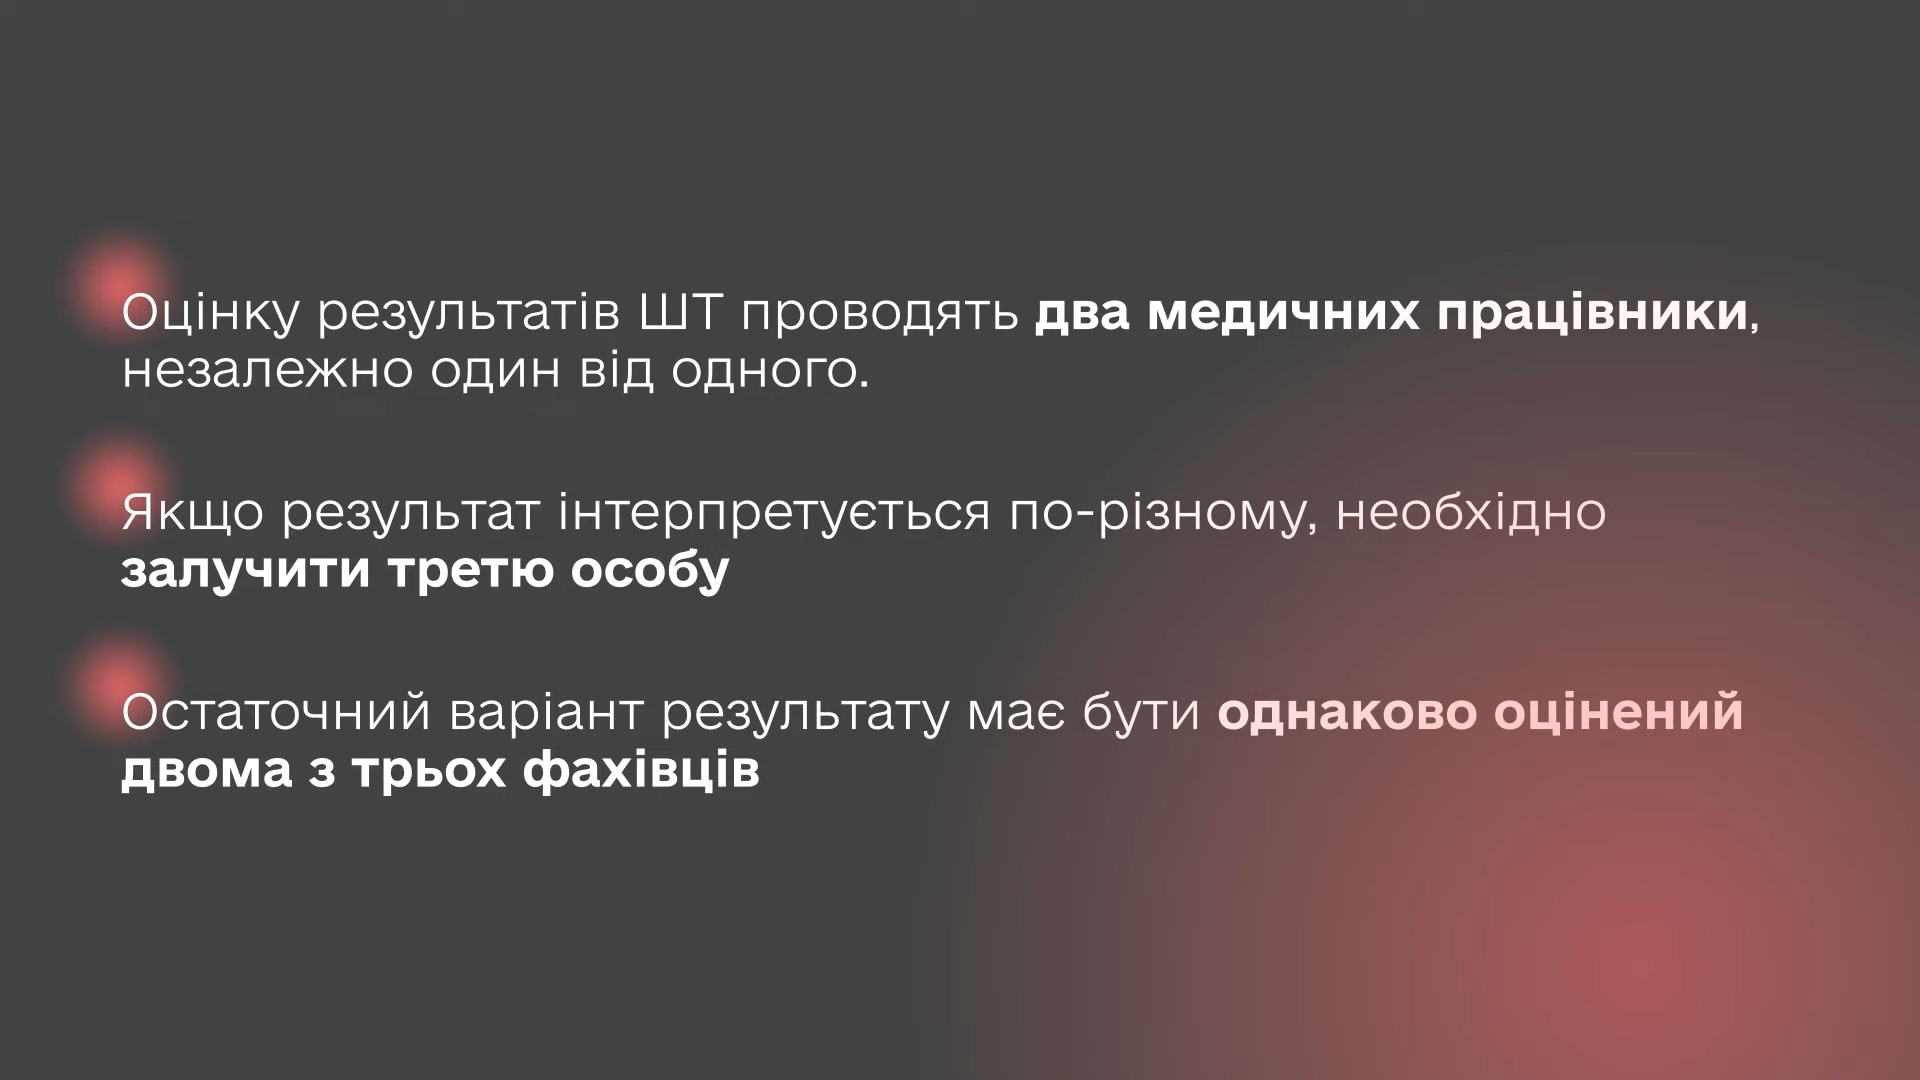 Оцінку результатів ШТ проводять два медичних працівники,
незалежно один від одного.
Якщо результат інтерпретується по-різному, необхідно
залучити третю особу
Остаточний варіант результату має бути однаково оцінений
двома з трьох фахівців